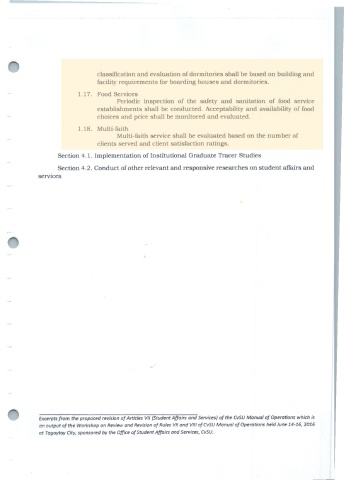 classification and evaluation of dormitories shall be based on building and
facility requirements for boarding houses and dormitories.
1.17. Food Services
Periodic inspection of the safety and sanitation of food service
establishments shall be conducted. Acceptability and availability of food
choices and price shall be monitored and evaluated.
1.18. Multi-faith
Multi-faith service shall be evaluated based on the number of
clients served and client satisfaction ratings.
Section 4.1. Implementation of Institutional Graduate Tracer Studies
Section 4.2. Conduct of other relevant and responsive researches on student affairs and
services
Excerpts from the proposed revision of Articles VII (Student Affairs and Services) of the CvSU Manual of Operations which is
an output of the Workshop on Review and Revision of Rules VII and VIII of CvSU Manual of Operations held June 14-16, 2016
at Tagaytay City, sponsored by the Office of Student Affairs and Services, CvSU.